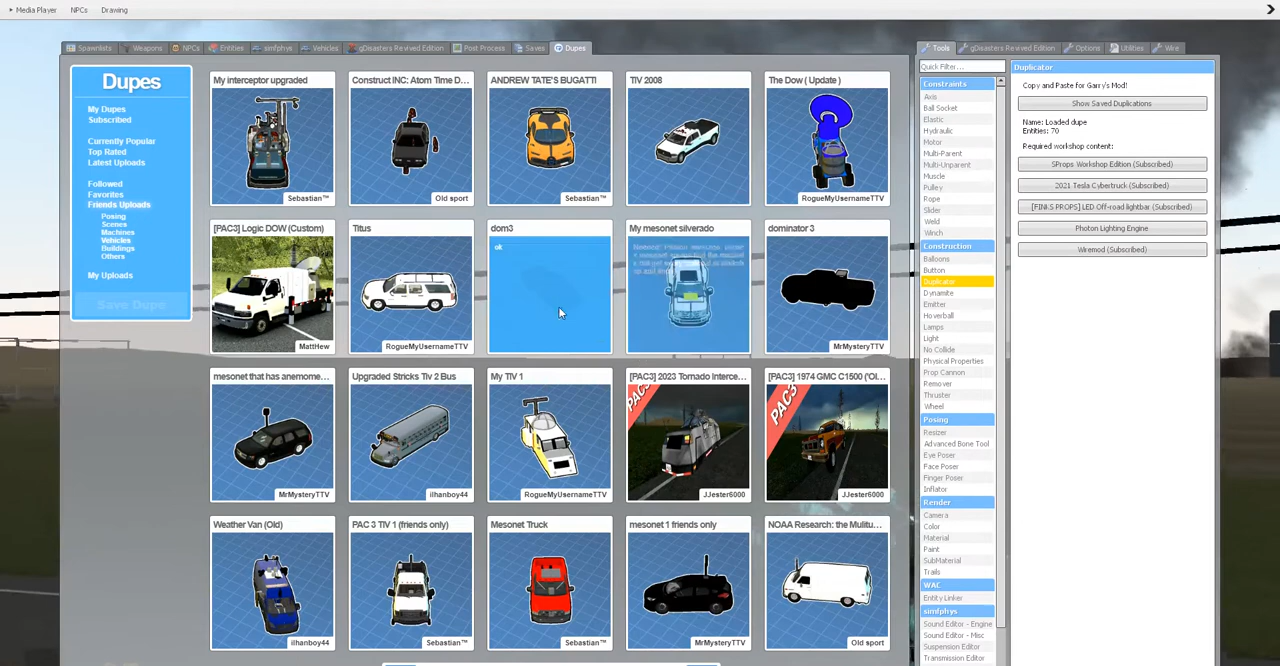 Media Player
NPCs
Drawing
Spawnlists
Weapons
NPCs
Entities
simfphys
Vehicles
gDisasters Revived Edition
Post Process
Saves
Dupes
Dupes
My Dupes
Subscribed
Currently Popular
Top Rated
Latest Uploads
Followed
Favorites
Friends Uploads
Posing
Scenes
Machines
Vehicles
Buildings
Others
My Uploads
Save Dupe
My interceptor upgraded
Sebastian™
Construct INC: Atom Time D...
Old sport
ANDREW TATE'S BUGATTI
Sebastian™
TIV 2008
The Dow ( Update )
RogueMyUsernameTTV
[PAC3] Logic DOW (Custom)
MattHew
Titus
RogueMyUsernameTTV
dom3
ok
My mesonet silverado
dominator 3
MrMysteryTTV
mesonet that has anemome...
MrMysteryTTV
Upgraded Stricks Tiv 2 Bus
ilhanboy44
My TIV 1
RogueMyUsernameTTV
[PAC3] 2023 Tornado Interce...
PAC3
JJester6000
[PAC3] 1974 GMC C1500 ('Ol...
PAC3
JJester6000
Weather Van (Old)
ilhanboy44
PAC 3 TIV 1 (friends only)
Sebastian™
Mesonet Truck
Sebastian™
mesonet 1 friends only
MrMysteryTTV
NOAA Research: the Mulitu...
Old sport
Tools
gDisasters Revived Edition
Options
Utilities
Wire
Quick Filter...
Constraints
Axis
Ball Socket
Elastic
Hydraulic
Motor
Multi-Parent
Multi-Unparent
Muscle
Pulley
Rope
Slider
Weld
Winch
Construction
Balloons
Button
Duplicator
Dynamite
Emitter
Hoverball
Lamps
Light
No Collide
Physical Properties
Prop Cannon
Remover
Thruster
Wheel
Posing
Resizer
Advanced Bone Tool
Eye Poser
Face Poser
Finger Poser
Inflator
Render
Camera
Color
Material
Paint
SubMaterial
Trails
WAC
Entity Linker
simfphys
Sound Editor - Engine
Sound Editor - Misc
Suspension Editor
Transmission Editor
Duplicator
Copy and Paste for Garry's Mod!
Show Saved Duplications
Name: Loaded dupe
Entities: 70
Required workshop content:
SProps Workshop Edition (Subscribed)
2021 Tesla Cybertruck (Subscribed)
[FINKS PROPS] LED Off-road lightbar (Subscribed)
Photon Lighting Engine
Wiremod (Subscribed)